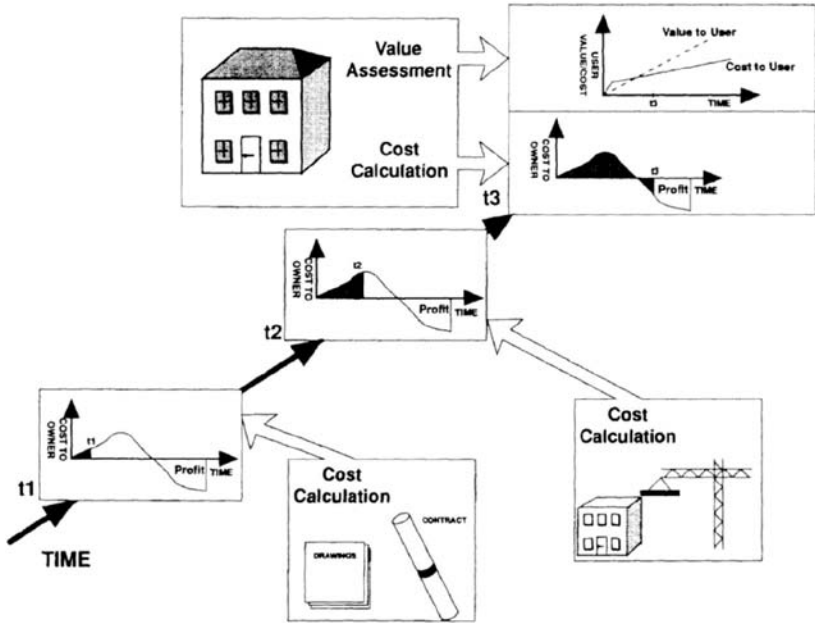 Value
Assessment
Cost
Calculation
USER
VALUE/COST
Value to User
Cost to User
t3
TIME
COST TO
OWNER
t3
Profit
TIME
t3
COST TO
OWNER
t2
Profit
TIME
t2
COST TO
OWNER
t1
Profit
TIME
t1
TIME
Cost
Calculation
DRAWINGS
CONTRACT
Cost
Calculation